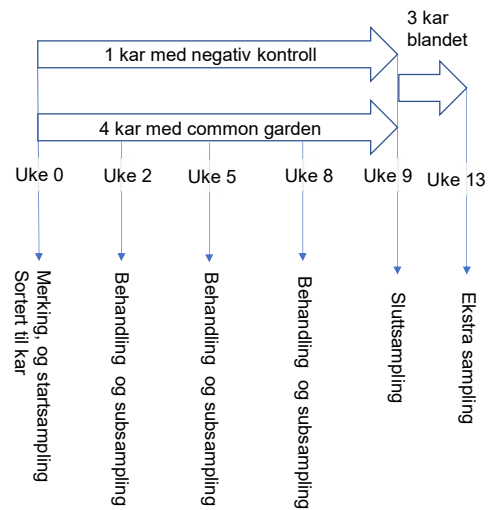 3 kar
blandet
1 kar med negativ kontroll
4 kar med common garden
Uke 0
Uke 2
Uke 5
Uke 8
Uke 9
Uke 13
Merking, og startsampling
Sortert til kar
Behandling og subsampling
Behandling og subsampling
Behandling og subsampling
Sluttsampling
Ekstra sampling